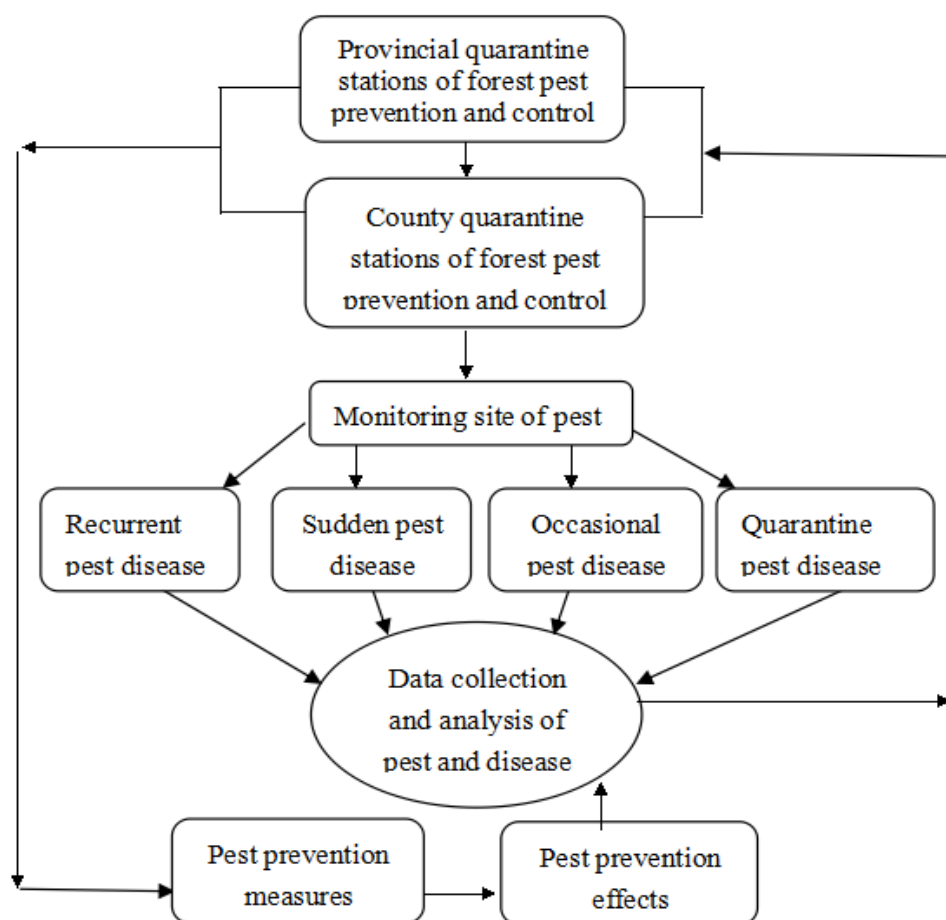 Provincial quarantine
stations of forest pest
prevention and control
County quarantine
stations of forest pest
prevention and control
Monitoring site of pest
Recurrent
pest disease
Sudden pest
disease
Occasional
pest disease
Quarantine
pest disease
Data collection
and analysis of
pest and disease
Pest prevention
measures
Pest prevention
effects